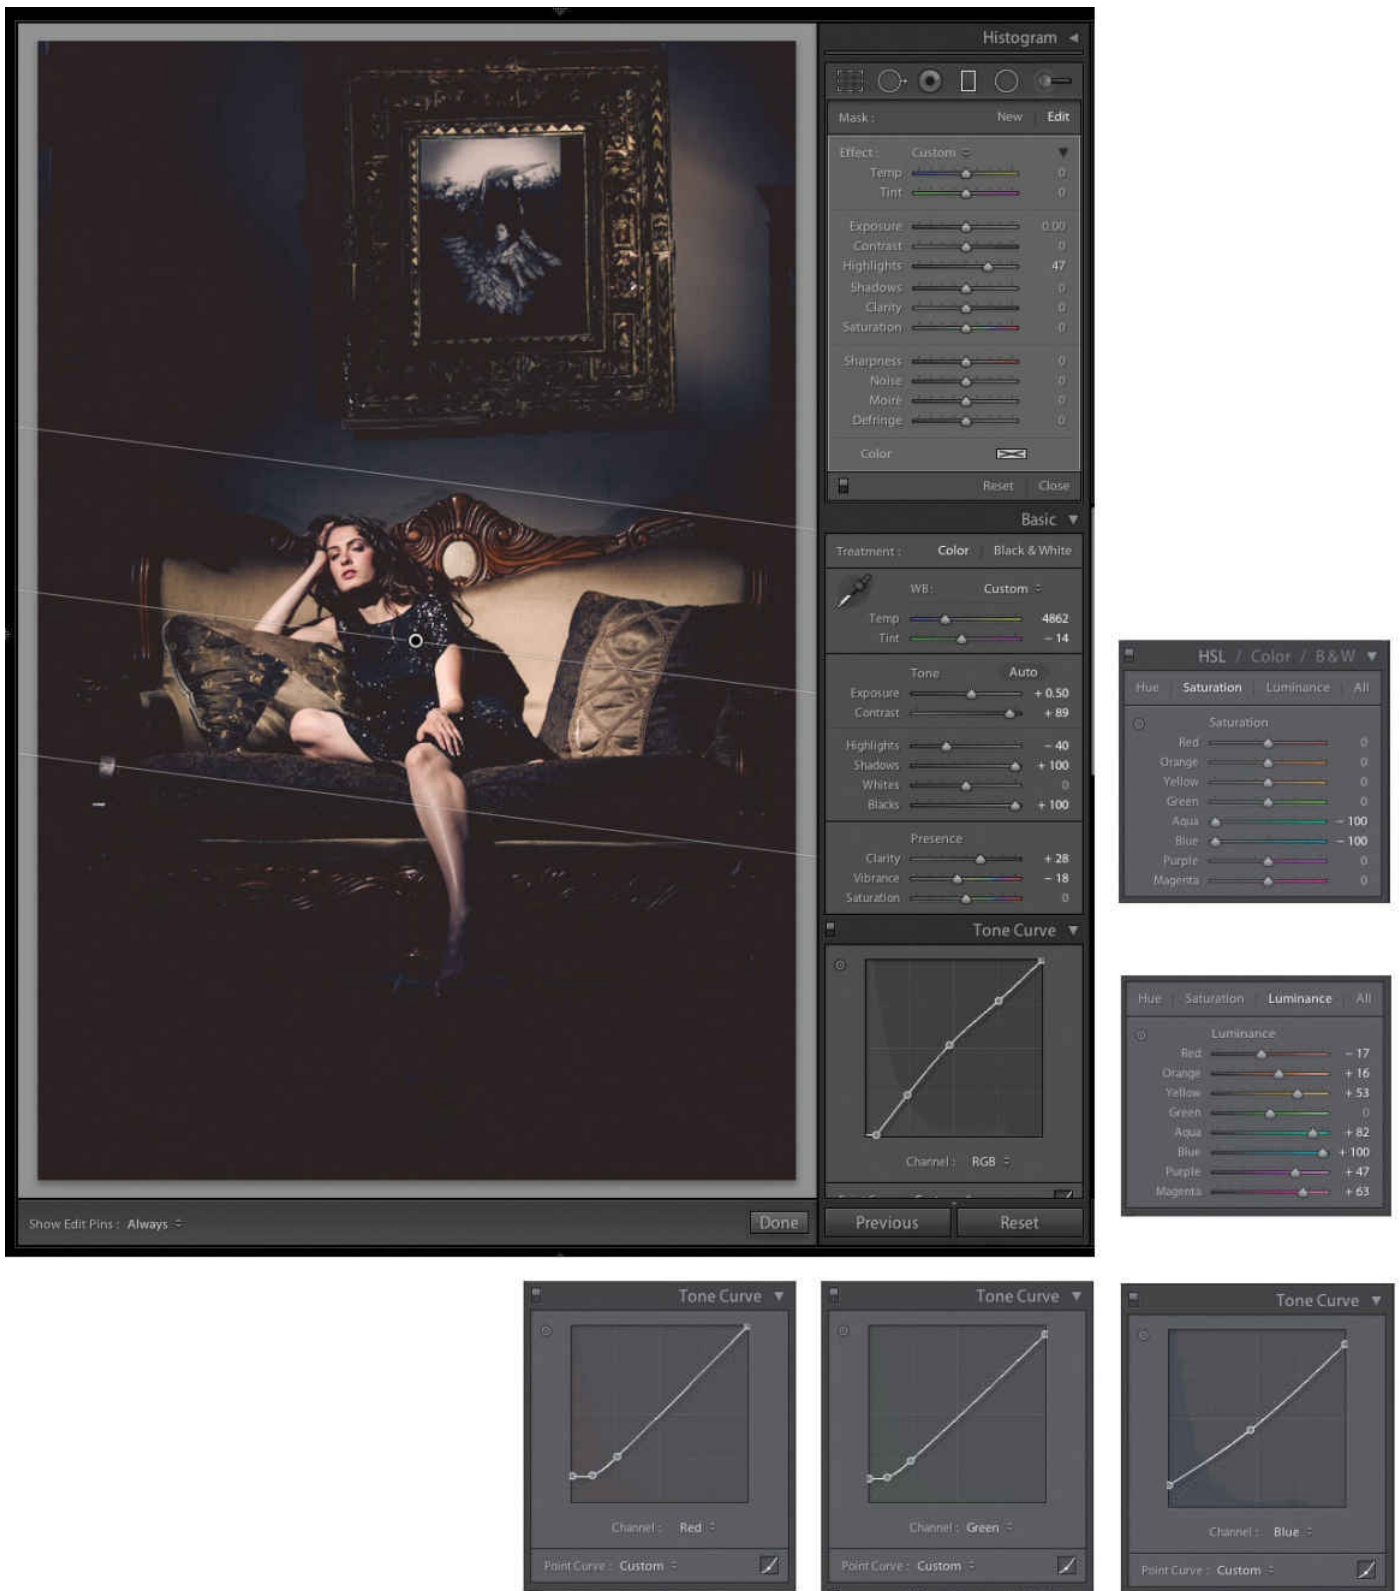 Histogram
Mask : New Edit
Effect : Custom
Temp 0
Tint 0
Exposure 0.00
Contrast 0
Highlights 47
Shadows 0
Clarity 0
Saturation 0
Sharpness 0
Noise 0
Moiré 0
Defringe 0
Color
Reset Close
Basic
Treatment : Color Black & White
WB : Custom
Temp 4862
Tint – 14
Tone Auto
Exposure + 0.50
Contrast + 89
Highlights – 40
Shadows + 100
Whites 0
Blacks + 100
Presence
Clarity + 28
Vibrance – 18
Saturation 0
Tone Curve
Channel : RGB
Previous Reset
Show Edit Pins : Always Done
HSL / Color / B & W
Hue Saturation Luminance All
Saturation
Red 0
Orange 0
Yellow 0
Green 0
Aqua – 100
Blue – 100
Purple 0
Magenta 0
Hue Saturation Luminance All
Luminance
Red – 17
Orange + 16
Yellow + 53
Green 0
Aqua + 82
Blue + 100
Purple + 47
Magenta + 63
Tone Curve
Channel : Red
Point Curve : Custom
Tone Curve
Channel : Green
Point Curve : Custom
Tone Curve
Channel : Blue
Point Curve : Custom